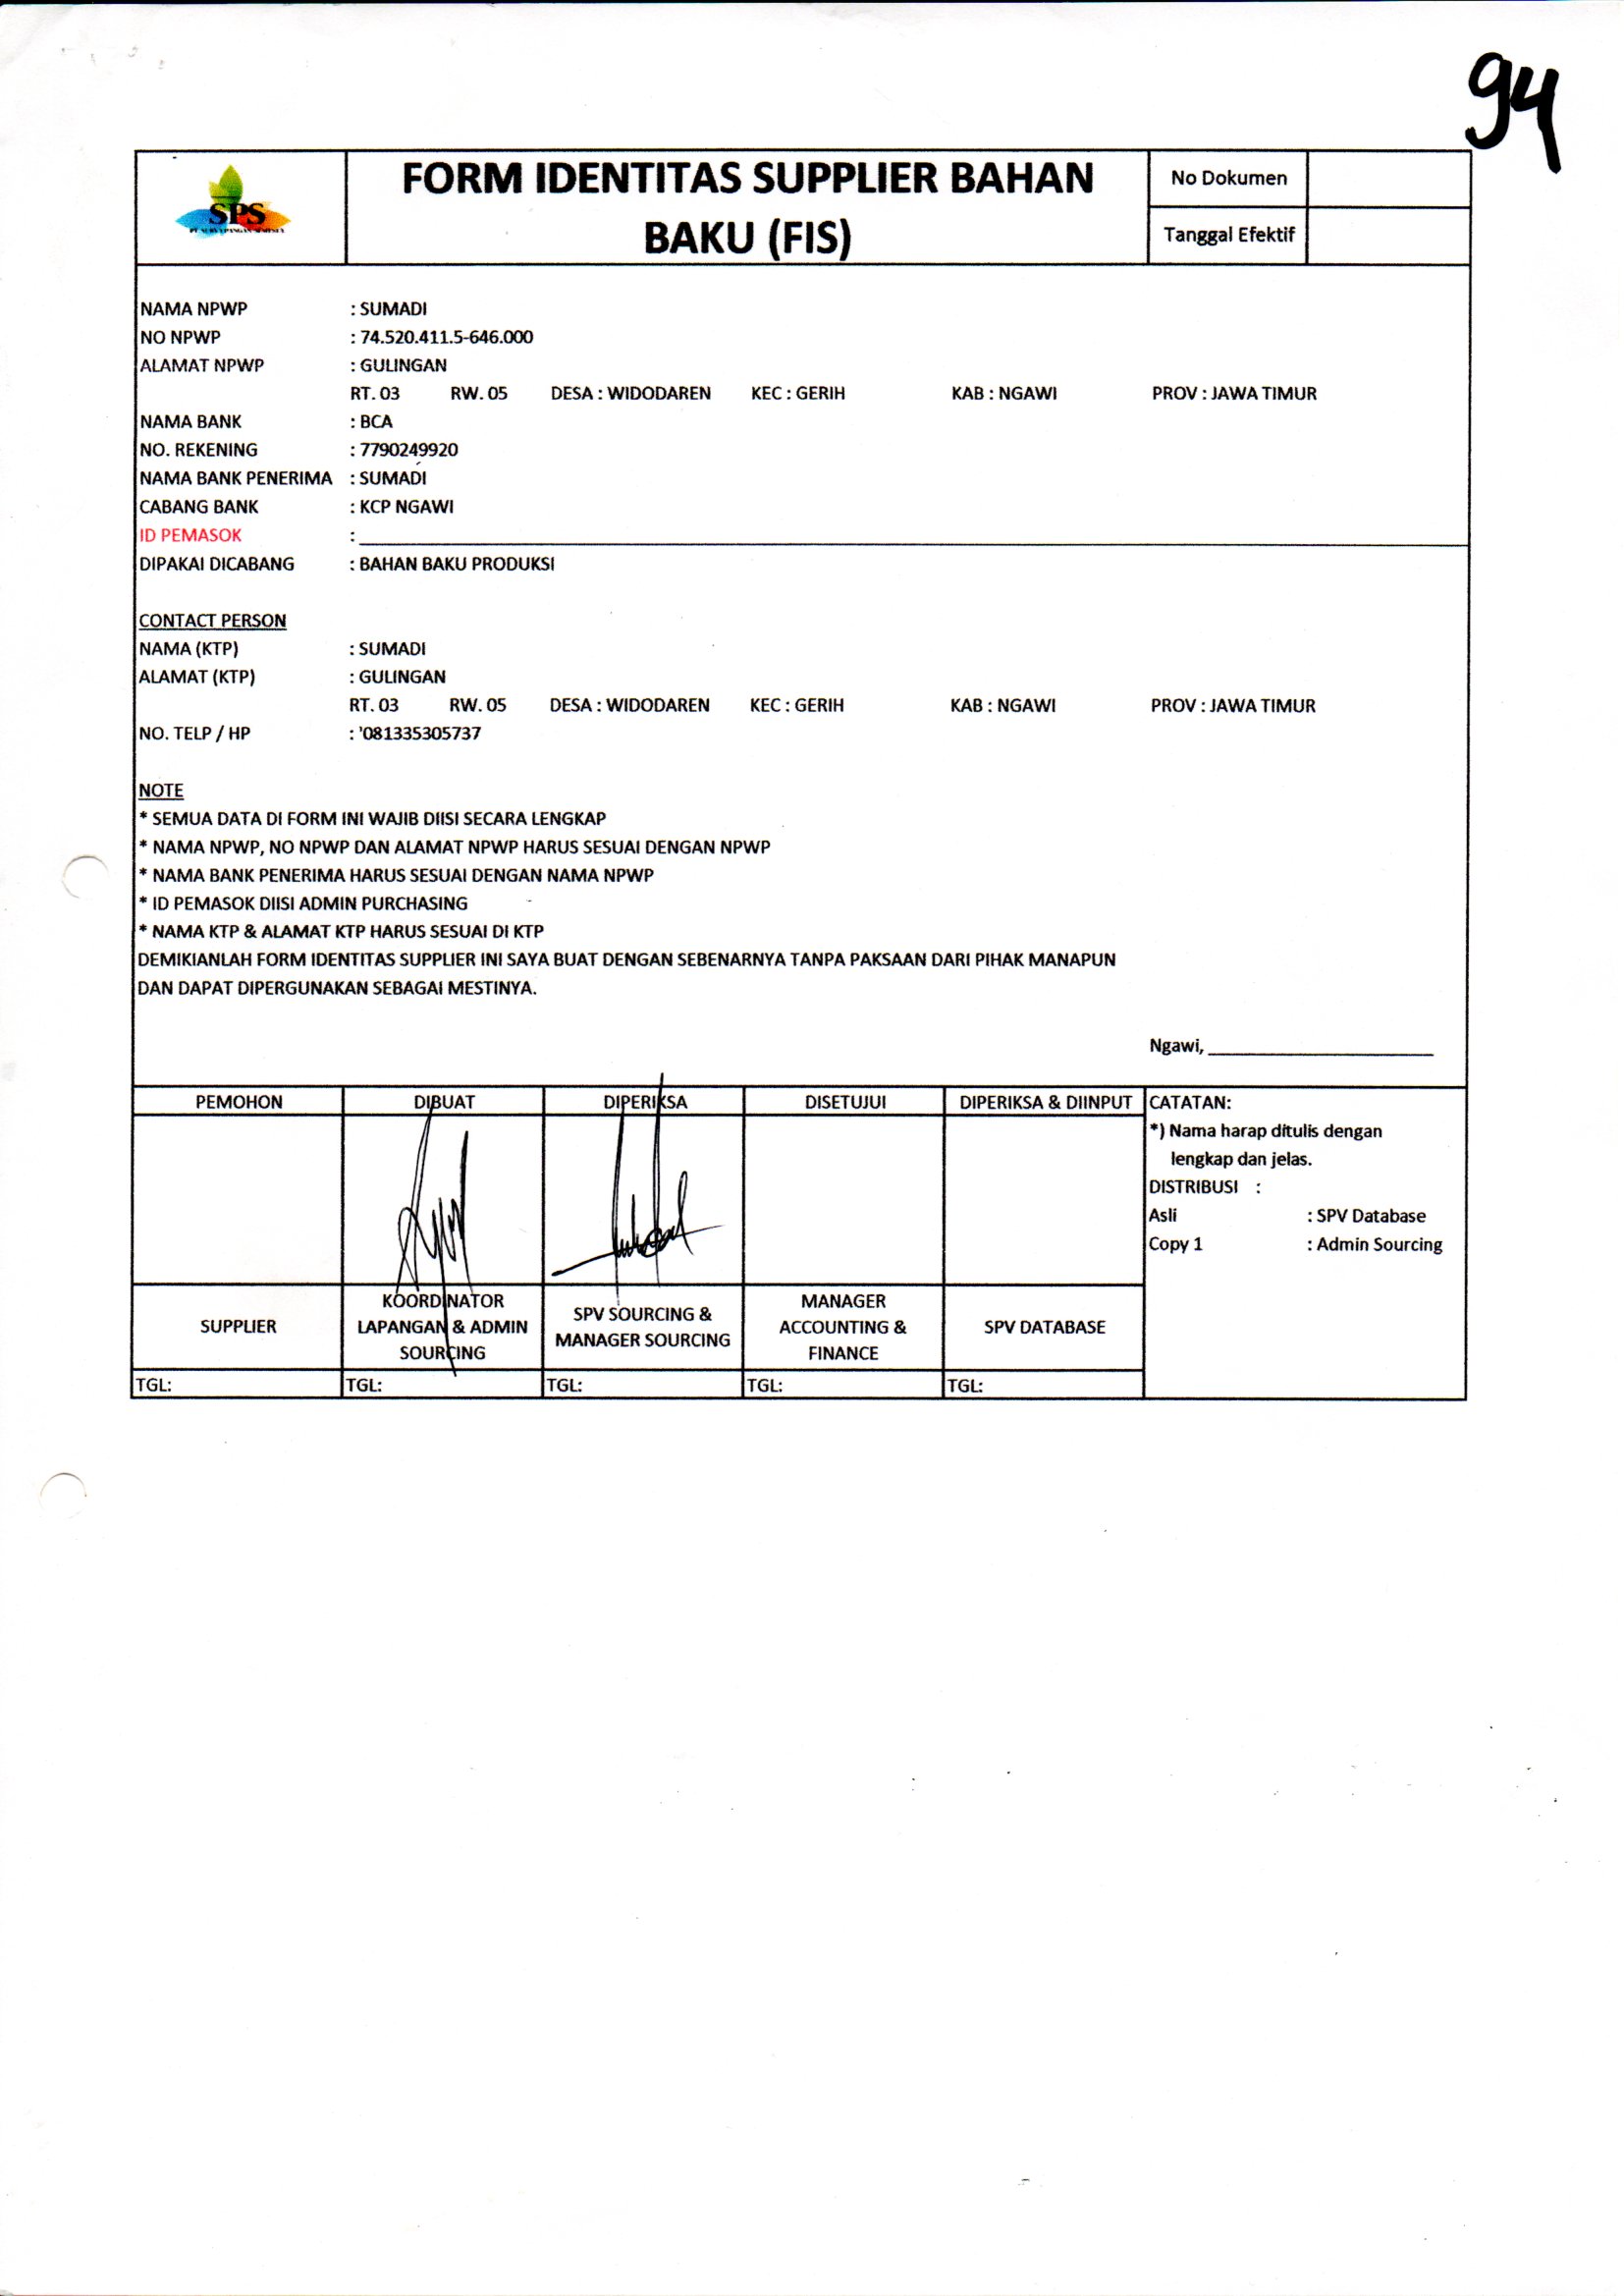 94
SPS
FORM IDENTITAS SUPPLIER BAHAN
BAKU (FIS)
No Dokumen
Tanggal Efektif
NAMA NPWP : SUMADI
NO NPWP : 74.520.411.5-646.000
ALAMAT NPWP : GULINGAN
RT. 03 RW. 05 DESA : WIDODAREN KEC : GERIH KAB : NGAWI PROV : JAWA TIMUR
NAMA BANK : BCA
NO. REKENING : 7790249920
NAMA BANK PENERIMA : SUMADI
CABANG BANK : KCP NGAWI
ID PEMASOK :
DIPAKAI DICABANG : BAHAN BAKU PRODUKSI
CONTACT PERSON
NAMA (KTP) : SUMADI
ALAMAT (KTP) : GULINGAN
RT. 03 RW. 05 DESA : WIDODAREN KEC : GERIH KAB : NGAWI PROV : JAWA TIMUR
NO. TELP / HP : '081335305737
NOTE
* SEMUA DATA DI FORM INI WAJIB DIISI SECARA LENGKAP
* NAMA NPWP, NO NPWP DAN ALAMAT NPWP HARUS SESUAI DENGAN NPWP
* NAMA BANK PENERIMA HARUS SESUAI DENGAN NAMA NPWP
* ID PEMASOK DIISI ADMIN PURCHASING
* NAMA KTP & ALAMAT KTP HARUS SESUAI DI KTP
DEMIKIANLAH FORM IDENTITAS SUPPLIER INI SAYA BUAT DENGAN SEBENARNYA TANPA PAKSAAN DARI PIHAK MANAPUN
DAN DAPAT DIPERGUNAKAN SEBAGAI MESTINYA.
Ngawi,
PEMOHON DIBUAT DIPERIKSA DISETUJUI DIPERIKSA & DIINPUT CATATAN:
*) Nama harap ditulis dengan
lengkap dan jelas.
DISTRIBUSI :
Asli : SPV Database
Copy 1 : Admin Sourcing
SUPPLIER
KOORDINATOR
LAPANGAN & ADMIN
SOURCING
SPV SOURCING &
MANAGER SOURCING
MANAGER
ACCOUNTING &
FINANCE
SPV DATABASE
TGL: TGL: TGL: TGL: TGL: